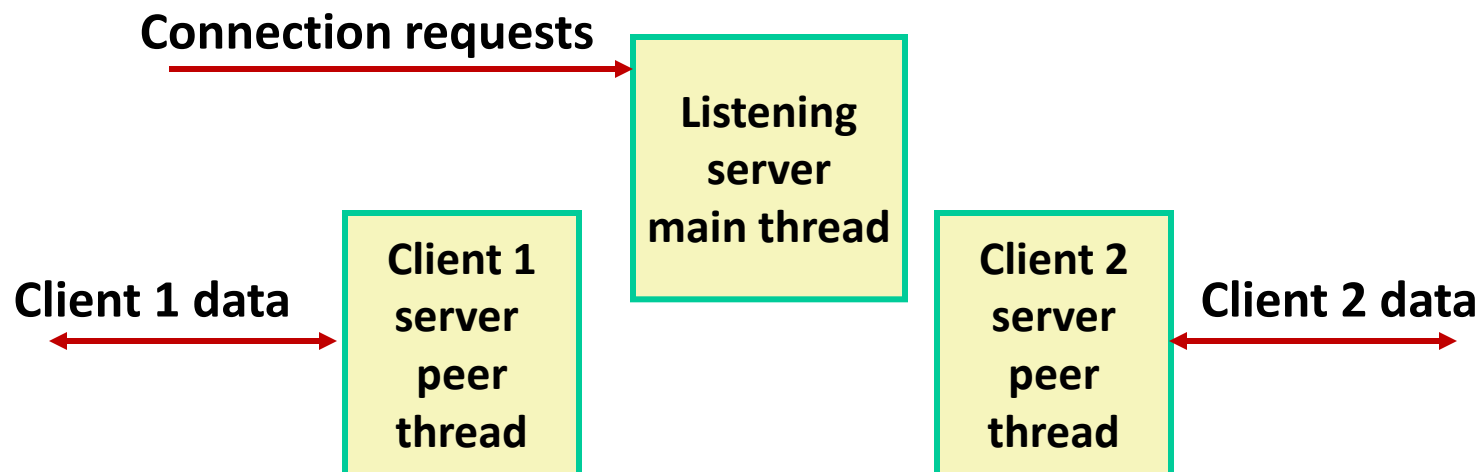 Connection requests
Listening
server
main thread
Client 1
server
peer
thread
Client 2
server
peer
thread
Client 1 data
Client 2 data